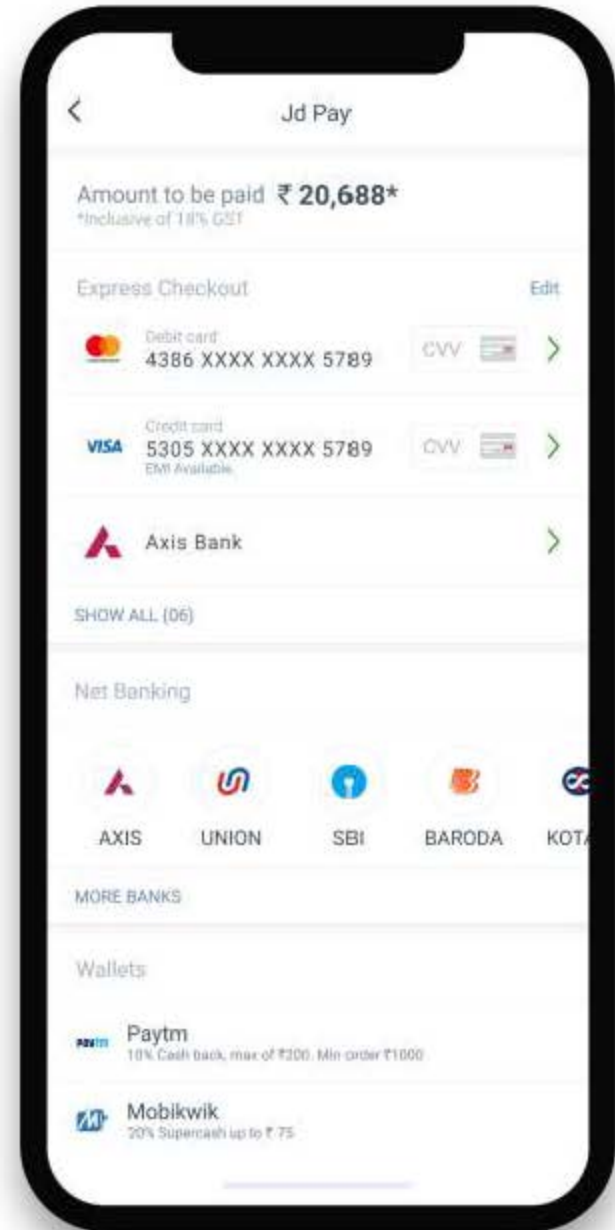 Jd Pay
Amount to be paid ₹ 20,688*
*Inclusive of 18% GST
Express Checkout Edit
Debit card
4386 XXXX XXXX 5789 CVV
VISA
Credit card
5305 XXXX XXXX 5789 CVV
EMI Available
Axis Bank
SHOW ALL (06)
Net Banking
AXIS UNION SBI BARODA KOTA
MORE BANKS
Wallets
Paytm
Paytm
10% Cash back, max of ₹200. Min order ₹1000
Mobikwik
20% Supercash up to ₹ 75